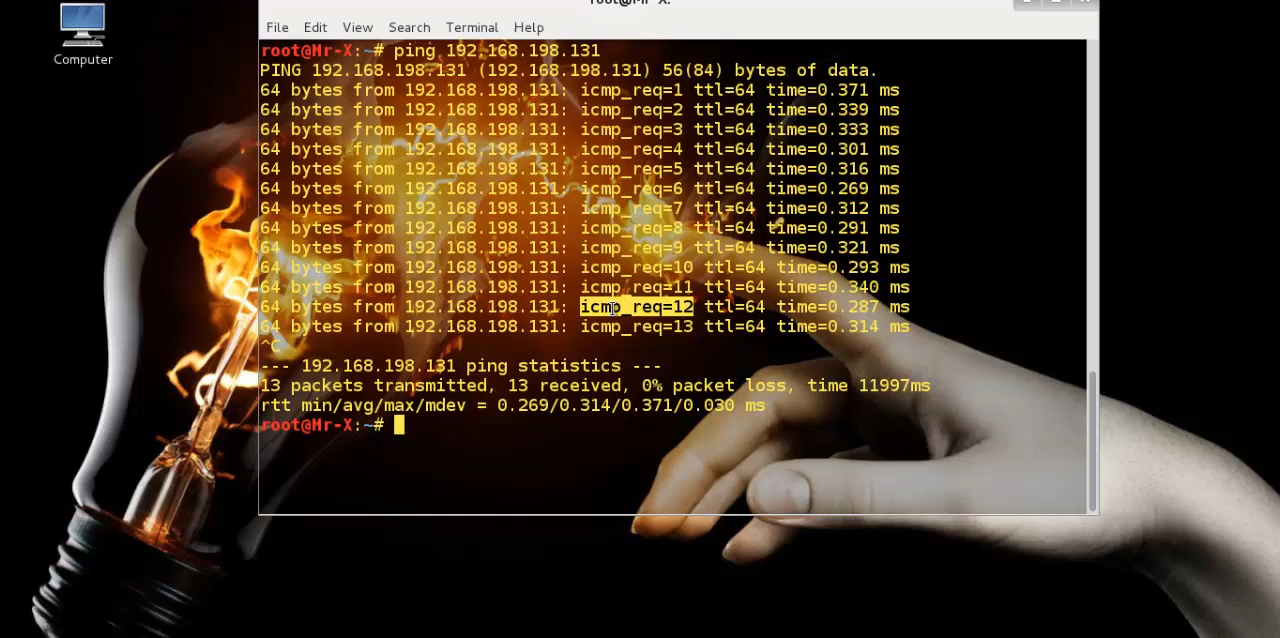 root@Mr-X:
File Edit View Search Terminal Help
Computer
root@Mr-X:~# ping 192.168.198.131
PING 192.168.198.131 (192.168.198.131) 56(84) bytes of data.
64 bytes from 192.168.198.131: icmp_req=1 ttl=64 time=0.371 ms
64 bytes from 192.168.198.131: icmp_req=2 ttl=64 time=0.339 ms
64 bytes from 192.168.198.131: icmp_req=3 ttl=64 time=0.333 ms
64 bytes from 192.168.198.131: icmp_req=4 ttl=64 time=0.301 ms
64 bytes from 192.168.198.131: icmp_req=5 ttl=64 time=0.316 ms
64 bytes from 192.168.198.131: icmp_req=6 ttl=64 time=0.269 ms
64 bytes from 192.168.198.131: icmp_req=7 ttl=64 time=0.312 ms
64 bytes from 192.168.198.131: icmp_req=8 ttl=64 time=0.291 ms
64 bytes from 192.168.198.131: icmp_req=9 ttl=64 time=0.321 ms
64 bytes from 192.168.198.131: icmp_req=10 ttl=64 time=0.293 ms
64 bytes from 192.168.198.131: icmp_req=11 ttl=64 time=0.340 ms
64 bytes from 192.168.198.131: icmp_req=12 ttl=64 time=0.287 ms
64 bytes from 192.168.198.131: icmp_req=13 ttl=64 time=0.314 ms
^C
--- 192.168.198.131 ping statistics ---
13 packets transmitted, 13 received, 0% packet loss, time 11997ms
rtt min/avg/max/mdev = 0.269/0.314/0.371/0.030 ms
root@Mr-X:~#